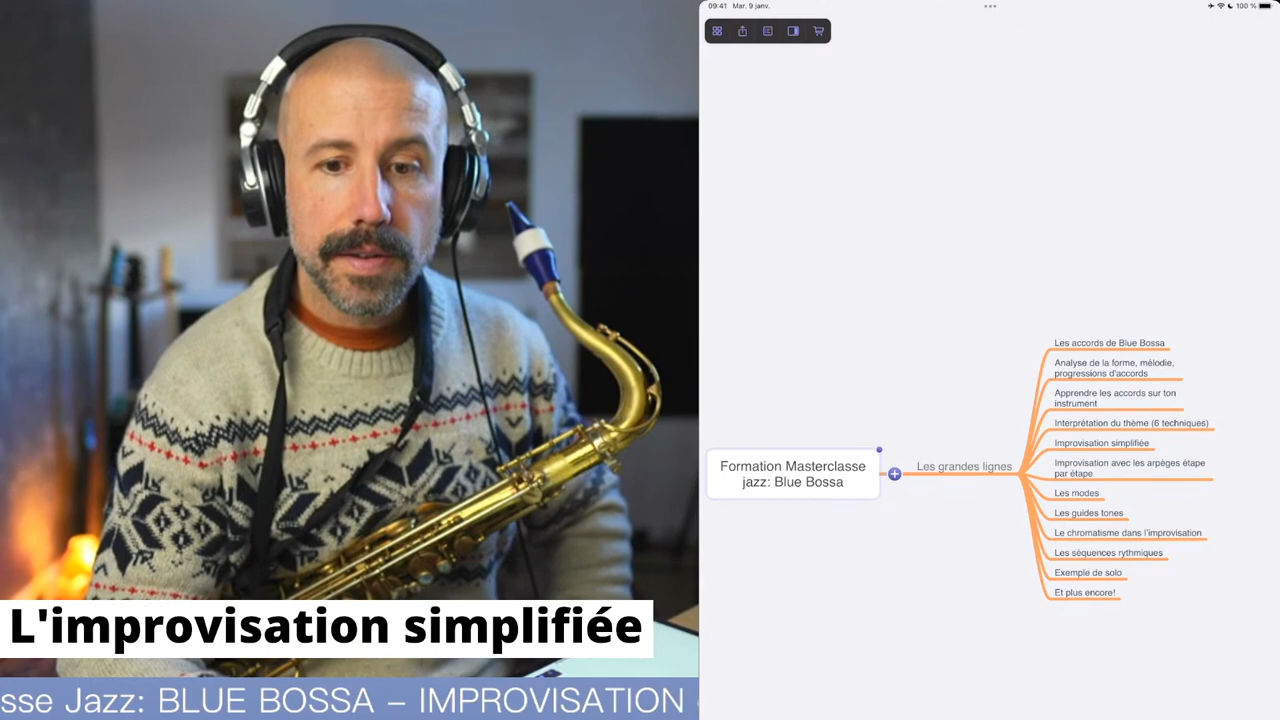 09:41 Mar. 9 janv.
100 %
Les accords de Blue Bossa
Analyse de la forme, mélodie,
progressions d'accords
Apprendre les accords sur ton
instrument
Interprétation du thème (6 techniques)
Improvisation simplifiée
Formation Masterclasse
jazz: Blue Bossa
Les grandes lignes
Improvisation avec les arpèges étape
par étape
Les modes
Les guides tones
Le chromatisme dans l'improvisation
Les séquences rythmiques
Exemple de solo
Et plus encore!
L'improvisation simplifiée
sse Jazz: BLUE BOSSA – IMPROVISATION